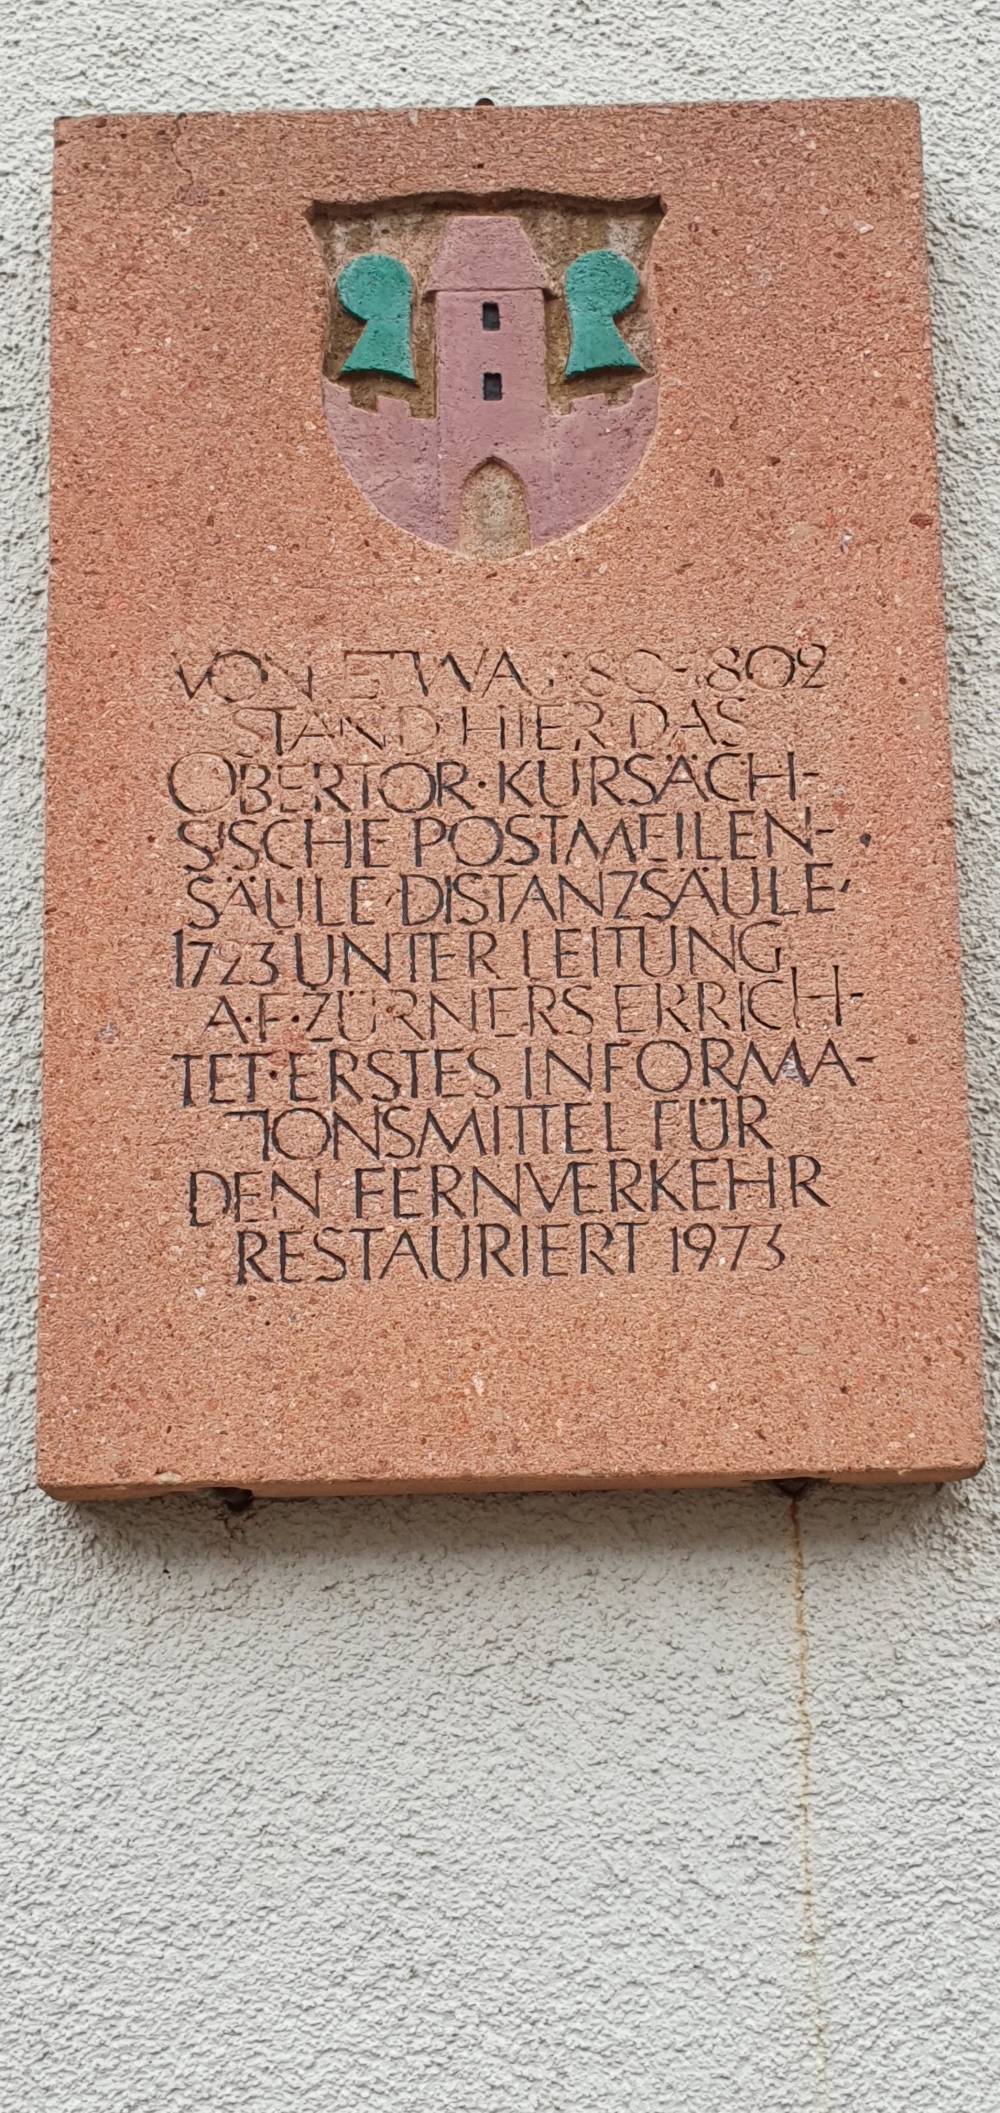 VON ETWA
STAND HIER DAS
OBERTOR·KURSÄCH-
SISCHE POSTMEILEN-
SÄULE·DISTANZSÄULE·
1723 UNTER LEITUNG
A·F·ZÜRNERS ERRICH-
TET·ERSTES INFORMA-
TIONSMITTEL FÜR
DEN FERNVERKEHR
RESTAURIERT 1973